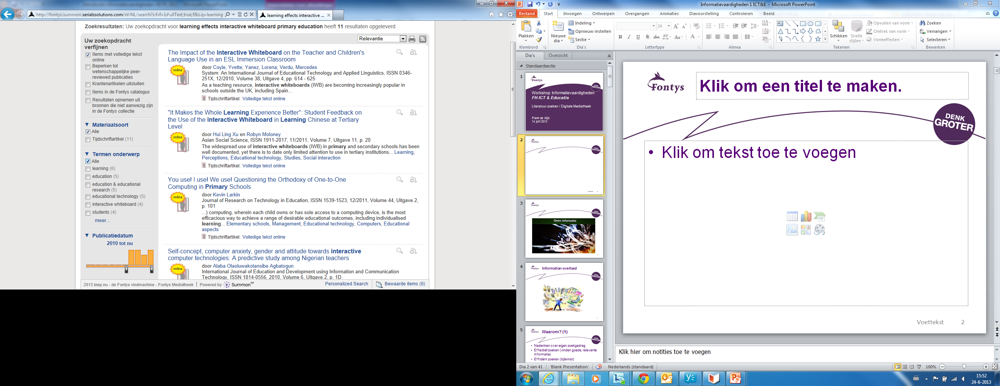 http://fontys.summon.serialssolutions.com/nl-NL/search?s.fvf=IsFullText,true,f&s.q=learning
learning effects interactive ...
Zoekresultaten: Uw zoekopdracht voor learning effects interactive whiteboard primary education heeft 11 resultaten opgeleverd
Uw zoekopdracht
verfijnen
Items met volledige tekst
online
Beperken tot
wetenschappelijke peer-
reviewed publicaties
Krantenartikelen uitsluiten
Items in de Fontys catalogus
Resultaten opnemen uit
bronnen die niet aanwezig zijn
in de Fontys collectie
Materiaalsoort
Alle
Tijdschriftartikel (11)
Termen onderwerp
Alle
learning (6)
education (5)
education & educational
research (5)
educational technology (5)
interactive whiteboard (4)
students (4)
meer...
Publicatiedatum
2010 tot nu
Relevantie
The Impact of the Interactive Whiteboard on the Teacher and Children's
Language Use in an ESL Immersion Classroom
online
door Coyle, Yvette; Yanez, Lorena; Verdu, Mercedes
System: An International Journal of Educational Technology and Applied Linguistics, ISSN 0346-
251X, 12/2010, Volume 38, Uitgave 4, pp. 614 - 625
As a teaching resource, interactive whiteboards (IWB) are becoming increasingly popular in
schools outside the UK, including Spain...
Tijdschriftartikel: Volledige tekst online
"It Makes the Whole Learning Experience Better": Student Feedback on
the Use of the Interactive Whiteboard in Learning Chinese at Tertiary
Level
online
door Hui Ling Xu en Robyn Moloney
Asian Social Science, ISSN 1911-2017, 11/2011, Volume 7, Uitgave 11, p. 20
The widespread use of interactive whiteboards (IWB) in primary and secondary schools has been
well documented, yet there is to date only limited attention to use in tertiary institutions... Learning,
Perceptions, Educational technology, Studies, Social interaction
Tijdschriftartikel: Volledige tekst online
You use! I use! We use! Questioning the Orthodoxy of One-to-One
Computing in Primary Schools
online
door Kevin Larkin
Journal of Research on Technology in Education, ISSN 1539-1523, 12/2011, Volume 44, Uitgave 2,
p. 101
...) computing, wherein each child owns or has sole access to a computing device, is the most
efficacious way to achieve a range of desirable educational outcomes, including individualised
learning... Elementary schools, Management, Educational technology, Computers, Educational
aspects
Tijdschriftartikel: Volledige tekst online
Self-concept, computer anxiety, gender and attitude towards interactive
computer technologies: A predictive study among Nigerian teachers
online
door Alaba Olaoluwakotansibe Agbatogun
International Journal of Education and Development using Information and Communication
Technology, ISSN 1814-0556, 2010, Volume 6, Uitgave 2, p. 1D
2013 biep.nu - de Fontys vindmachine - Fontys Mediatheek | Powered by Summon™
Personalized Search
Bewaarde items (0)
Informatievaardigheden 1 ICT&E - Microsoft PowerPoint
Bestand Start Invoegen Ontwerpen Overgangen Animaties Diavoorstelling Controleren Beeld
Plakken
Klembord
Nieuwe
dia
Indeling
Opnieuw instellen
Sectie
Dia's
24
B I U S abc AV Aa A
Lettertype
Alinea
Schikken
Snelle
stijlen
Opvullen van vorm
Omtrek van vorm
Vormeffecten
Tekenen
Zoeken
Vervangen
Selecteren
Bewerken
Dia's Overzicht
Standaardsectie
1
Fontys
DENK
GROTER
Workshop Informatievaardigheden
FH ICT & Educatie
Literatuur zoeken / Digitale Mediatheek
Frank de Nijs
14 juni 2013
2
Fontys
3
Fontys
Geen informatie
4
Fontys
Information overload
5
Fontys
Waarom? (1)
Nadenken over eigen zoekgedrag
Effectief zoeken (vinden goede, relevante
informatie)
Efficiënt zoeken (tijdwinst)
Fontys
Klik om een titel te maken.
DENK
GROTER
• Klik om tekst toe te voegen
Voettekst 2
Klik hier om notities toe te voegen
Dia 2 van 41 'Blank Presentation' Nederlands (standaard)
100%
15:52
24-6-2013